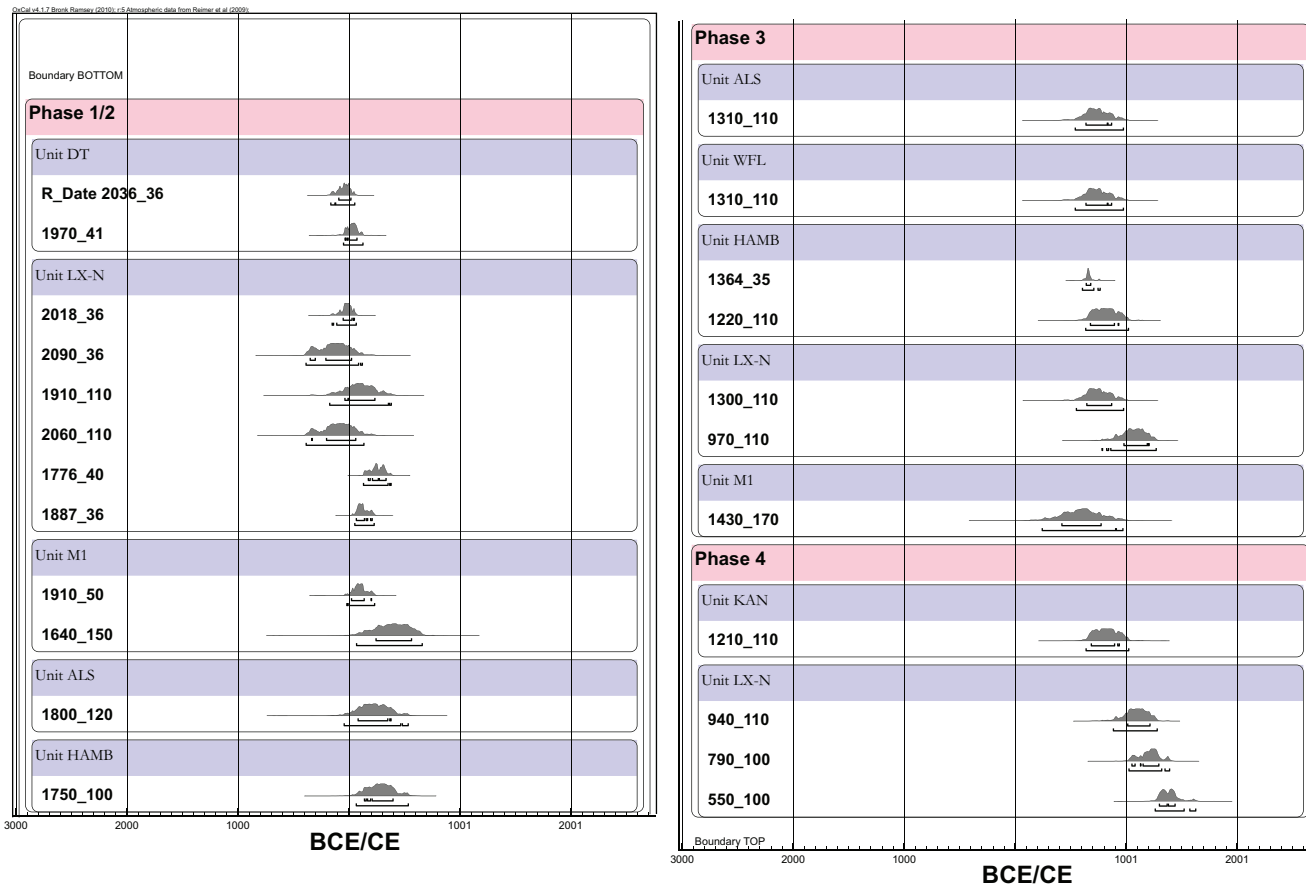 OxCal v4.1.7 Bronk Ramsey (2010); r:5 Atmospheric data from Reimer et al (2009);
Boundary BOTTOM
Phase 1/2
Unit DT
R_Date 2036_36
1970_41
Unit LX-N
2018_36
2090_36
1910_110
2060_110
1776_40
1887_36
Unit M1
1910_50
1640_150
Unit ALS
1800_120
Unit HAMB
1750_100
3000 2000 1000 1001 2001
BCE/CE
Phase 3
Unit ALS
1310_110
Unit WFL
1310_110
Unit HAMB
1364_35
1220_110
Unit LX-N
1300_110
970_110
Unit M1
1430_170
Phase 4
Unit KAN
1210_110
Unit LX-N
940_110
790_100
550_100
Boundary TOP
3000 2000 1000 1001 2001
BCE/CE